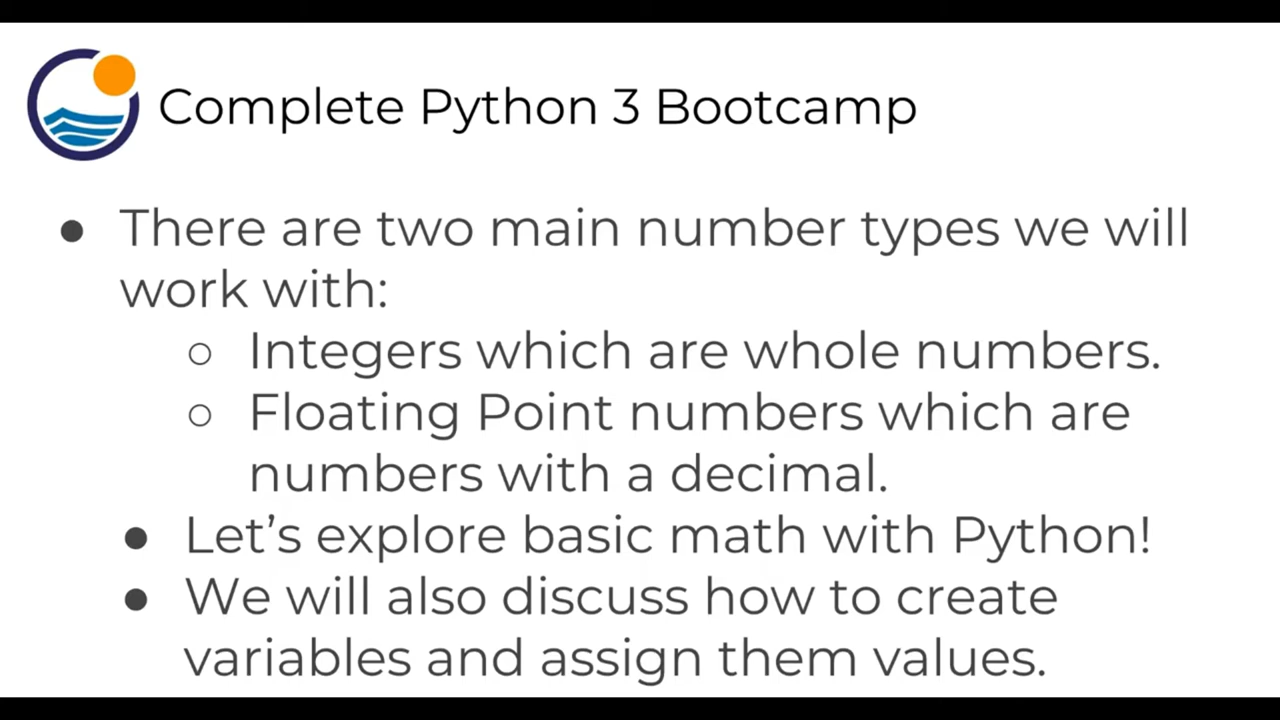 Complete Python 3 Bootcamp
● There are two main number types we will
work with:
○ Integers which are whole numbers.
○ Floating Point numbers which are
numbers with a decimal.
● Let’s explore basic math with Python!
● We will also discuss how to create
variables and assign them values.